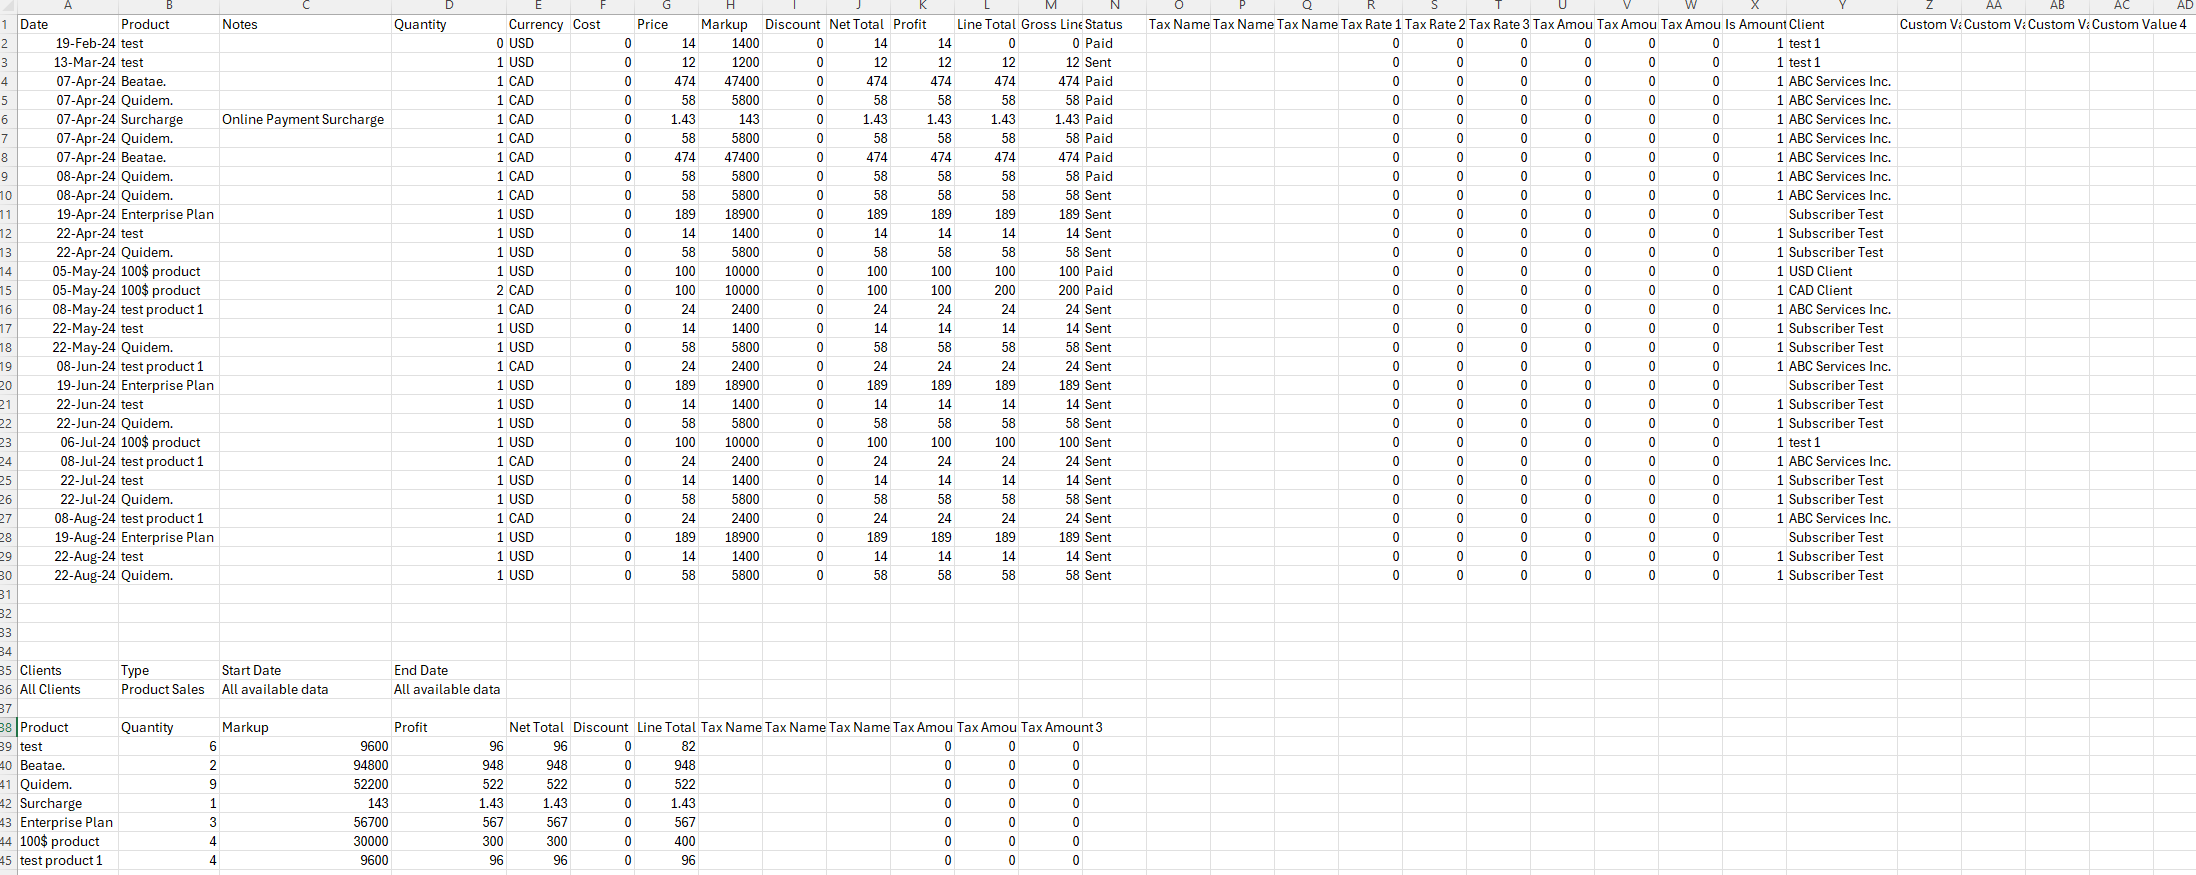 A B C D E F G H I J K L M N O P Q R S T U V W X Y Z AA AB AC AD
1 Date Product Notes Quantity Currency Cost Price Markup Discount Net Total Profit Line Total Gross Line Status Tax Name Tax Name Tax Name Tax Rate 1 Tax Rate 2 Tax Rate 3 Tax Amou Tax Amou Tax Amou Is Amount Client Custom Va Custom Va Custom Va Custom Value 4
2 19-Feb-24 test 0 USD 0 14 1400 0 14 14 0 0 Paid 0 0 0 0 0 0 1 test 1
3 13-Mar-24 test 1 USD 0 12 1200 0 12 12 12 12 Sent 0 0 0 0 0 0 1 test 1
4 07-Apr-24 Beatae. 1 CAD 0 474 47400 0 474 474 474 474 Paid 0 0 0 0 0 0 1 ABC Services Inc.
5 07-Apr-24 Quidem. 1 CAD 0 58 5800 0 58 58 58 58 Paid 0 0 0 0 0 0 1 ABC Services Inc.
6 07-Apr-24 Surcharge Online Payment Surcharge 1 CAD 0 1.43 143 0 1.43 1.43 1.43 1.43 Paid 0 0 0 0 0 0 1 ABC Services Inc.
7 07-Apr-24 Quidem. 1 CAD 0 58 5800 0 58 58 58 58 Paid 0 0 0 0 0 0 1 ABC Services Inc.
8 07-Apr-24 Beatae. 1 CAD 0 474 47400 0 474 474 474 474 Paid 0 0 0 0 0 0 1 ABC Services Inc.
9 08-Apr-24 Quidem. 1 CAD 0 58 5800 0 58 58 58 58 Paid 0 0 0 0 0 0 1 ABC Services Inc.
10 08-Apr-24 Quidem. 1 CAD 0 58 5800 0 58 58 58 58 Sent 0 0 0 0 0 0 1 ABC Services Inc.
11 19-Apr-24 Enterprise Plan 1 USD 0 189 18900 0 189 189 189 189 Sent 0 0 0 0 0 0 Subscriber Test
12 22-Apr-24 test 1 USD 0 14 1400 0 14 14 14 14 Sent 0 0 0 0 0 0 1 Subscriber Test
13 22-Apr-24 Quidem. 1 USD 0 58 5800 0 58 58 58 58 Sent 0 0 0 0 0 0 1 Subscriber Test
14 05-May-24 100$ product 1 USD 0 100 10000 0 100 100 100 100 Paid 0 0 0 0 0 0 1 USD Client
15 05-May-24 100$ product 2 CAD 0 100 10000 0 100 100 200 200 Paid 0 0 0 0 0 0 1 CAD Client
16 08-May-24 test product 1 1 CAD 0 24 2400 0 24 24 24 24 Sent 0 0 0 0 0 0 1 ABC Services Inc.
17 22-May-24 test 1 USD 0 14 1400 0 14 14 14 14 Sent 0 0 0 0 0 0 1 Subscriber Test
18 22-May-24 Quidem. 1 USD 0 58 5800 0 58 58 58 58 Sent 0 0 0 0 0 0 1 Subscriber Test
19 08-Jun-24 test product 1 1 CAD 0 24 2400 0 24 24 24 24 Sent 0 0 0 0 0 0 1 ABC Services Inc.
20 19-Jun-24 Enterprise Plan 1 USD 0 189 18900 0 189 189 189 189 Sent 0 0 0 0 0 0 Subscriber Test
21 22-Jun-24 test 1 USD 0 14 1400 0 14 14 14 14 Sent 0 0 0 0 0 0 1 Subscriber Test
22 22-Jun-24 Quidem. 1 USD 0 58 5800 0 58 58 58 58 Sent 0 0 0 0 0 0 1 Subscriber Test
23 06-Jul-24 100$ product 1 USD 0 100 10000 0 100 100 100 100 Sent 0 0 0 0 0 0 1 test 1
24 08-Jul-24 test product 1 1 CAD 0 24 2400 0 24 24 24 24 Sent 0 0 0 0 0 0 1 ABC Services Inc.
25 22-Jul-24 test 1 USD 0 14 1400 0 14 14 14 14 Sent 0 0 0 0 0 0 1 Subscriber Test
26 22-Jul-24 Quidem. 1 USD 0 58 5800 0 58 58 58 58 Sent 0 0 0 0 0 0 1 Subscriber Test
27 08-Aug-24 test product 1 1 CAD 0 24 2400 0 24 24 24 24 Sent 0 0 0 0 0 0 1 ABC Services Inc.
28 19-Aug-24 Enterprise Plan 1 USD 0 189 18900 0 189 189 189 189 Sent 0 0 0 0 0 0 Subscriber Test
29 22-Aug-24 test 1 USD 0 14 1400 0 14 14 14 14 Sent 0 0 0 0 0 0 1 Subscriber Test
30 22-Aug-24 Quidem. 1 USD 0 58 5800 0 58 58 58 58 Sent 0 0 0 0 0 0 1 Subscriber Test
31
32
33
34
35 Clients Type Start Date End Date
36 All Clients Product Sales All available data All available data
37
38 Product Quantity Markup Profit Net Total Discount Line Total Tax Name Tax Name Tax Name Tax Amou Tax Amou Tax Amount 3
39 test 6 9600 96 96 0 82 0 0 0
40 Beatae. 2 94800 948 948 0 948 0 0 0
41 Quidem. 9 52200 522 522 0 522 0 0 0
42 Surcharge 1 143 1.43 1.43 0 1.43 0 0 0
43 Enterprise Plan 3 56700 567 567 0 567 0 0 0
44 100$ product 4 30000 300 300 0 400 0 0 0
45 test product 1 4 9600 96 96 0 96 0 0 0